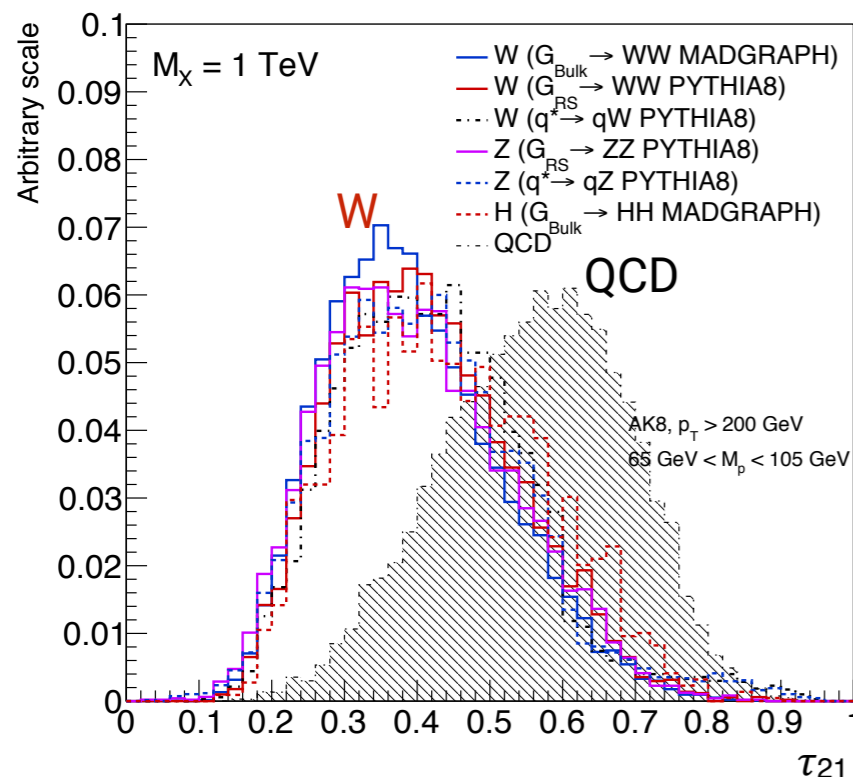 Arbitrary scale
0.1
0.09
0.08
0.07
0.06
0.05
0.04
0.03
0.02
0.01
0
M_X = 1 TeV
W (G_Bulk → WW MADGRAPH)
W (G_RS → WW PYTHIA8)
W (q* → qW PYTHIA8)
Z (G_RS → ZZ PYTHIA8)
Z (q* → qZ PYTHIA8)
H (G_Bulk → HH MADGRAPH)
QCD
W
QCD
AK8, p_T > 200 GeV
65 GeV < M_p < 105 GeV
0 0.1 0.2 0.3 0.4 0.5 0.6 0.7 0.8 0.9 1
τ21